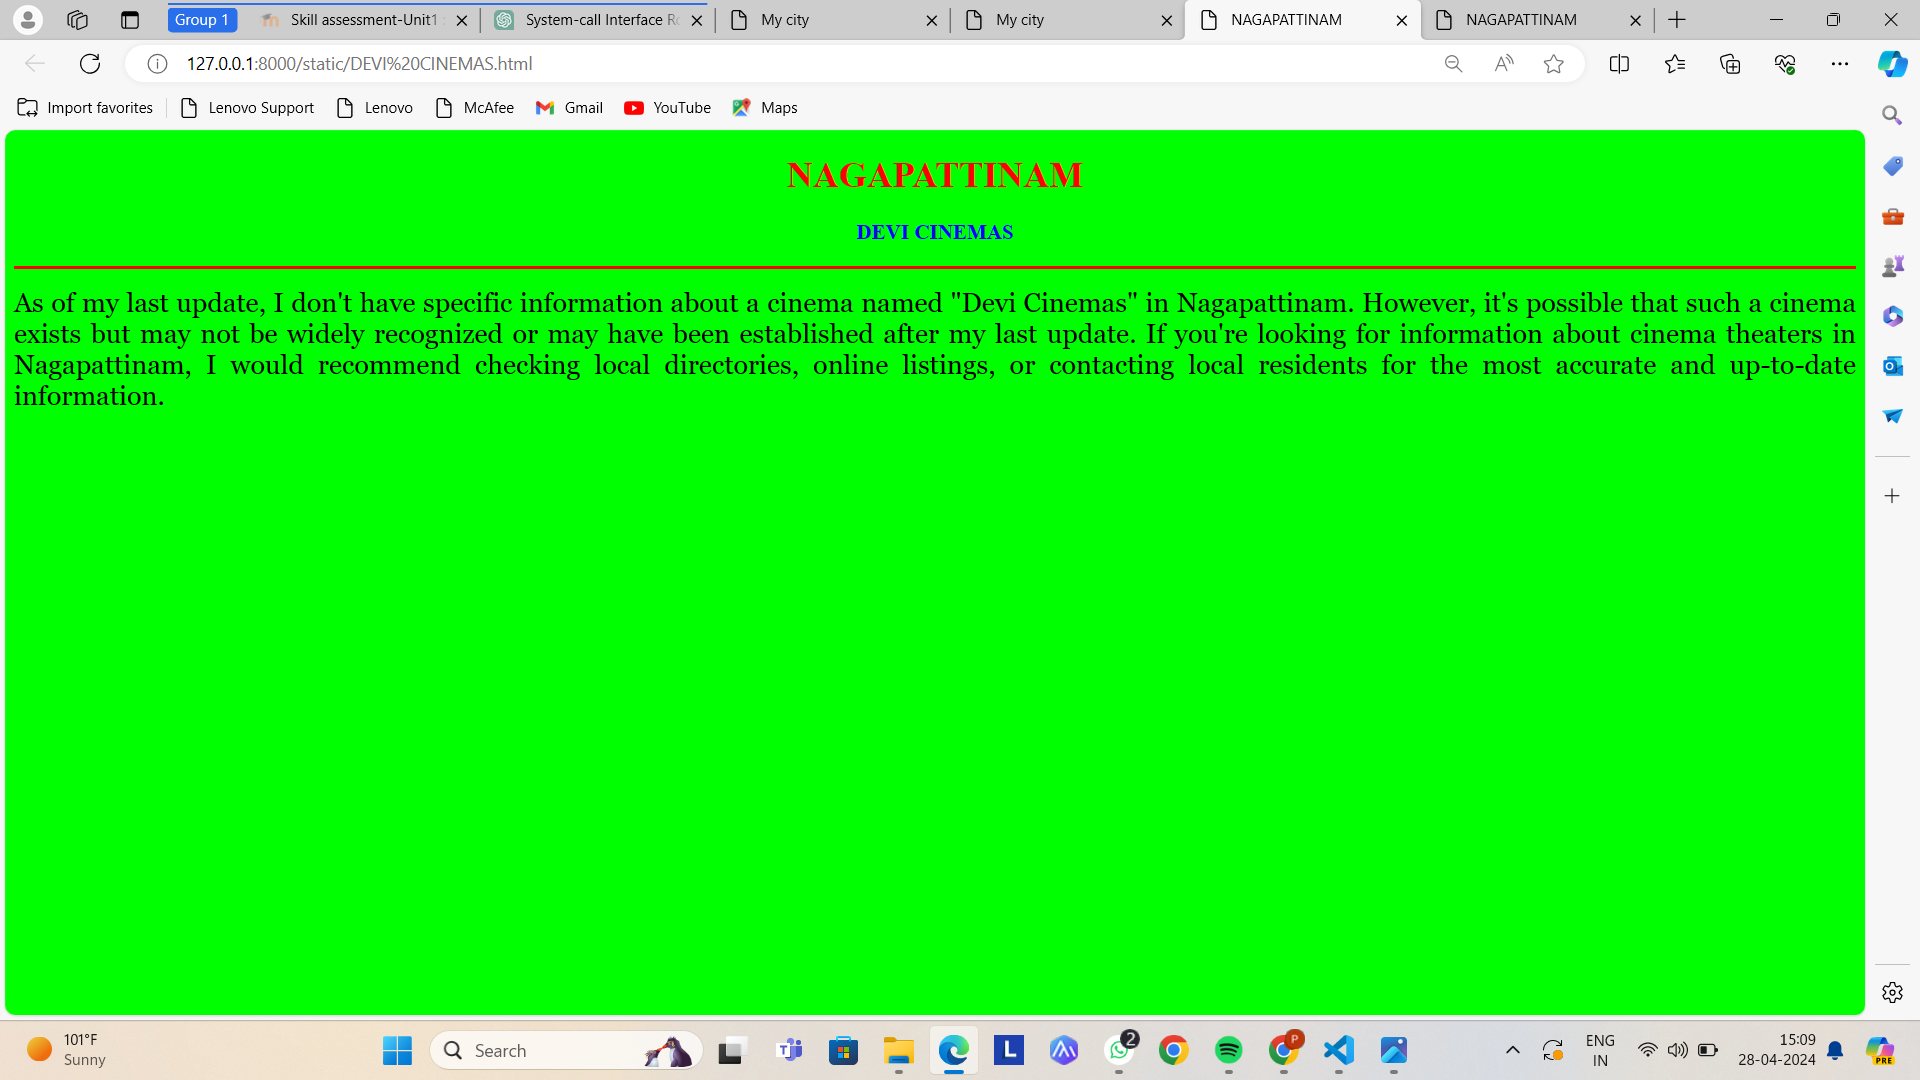 Group 1
Skill assessment-Unit1
System-call Interface Ro
My city
My city
NAGAPATTINAM
NAGAPATTINAM
127.0.0.1:8000/static/DEVI%20CINEMAS.html
Import favorites
Lenovo Support
Lenovo
McAfee
Gmail
YouTube
Maps
NAGAPATTINAM
DEVI CINEMAS
As of my last update, I don't have specific information about a cinema named "Devi Cinemas" in Nagapattinam. However, it's possible that such a cinema
exists but may not be widely recognized or may have been established after my last update. If you're looking for information about cinema theaters in
Nagapattinam, I would recommend checking local directories, online listings, or contacting local residents for the most accurate and up-to-date
information.
101°F
Sunny
Search
2
P
ENG
IN
15:09
28-04-2024
PRE